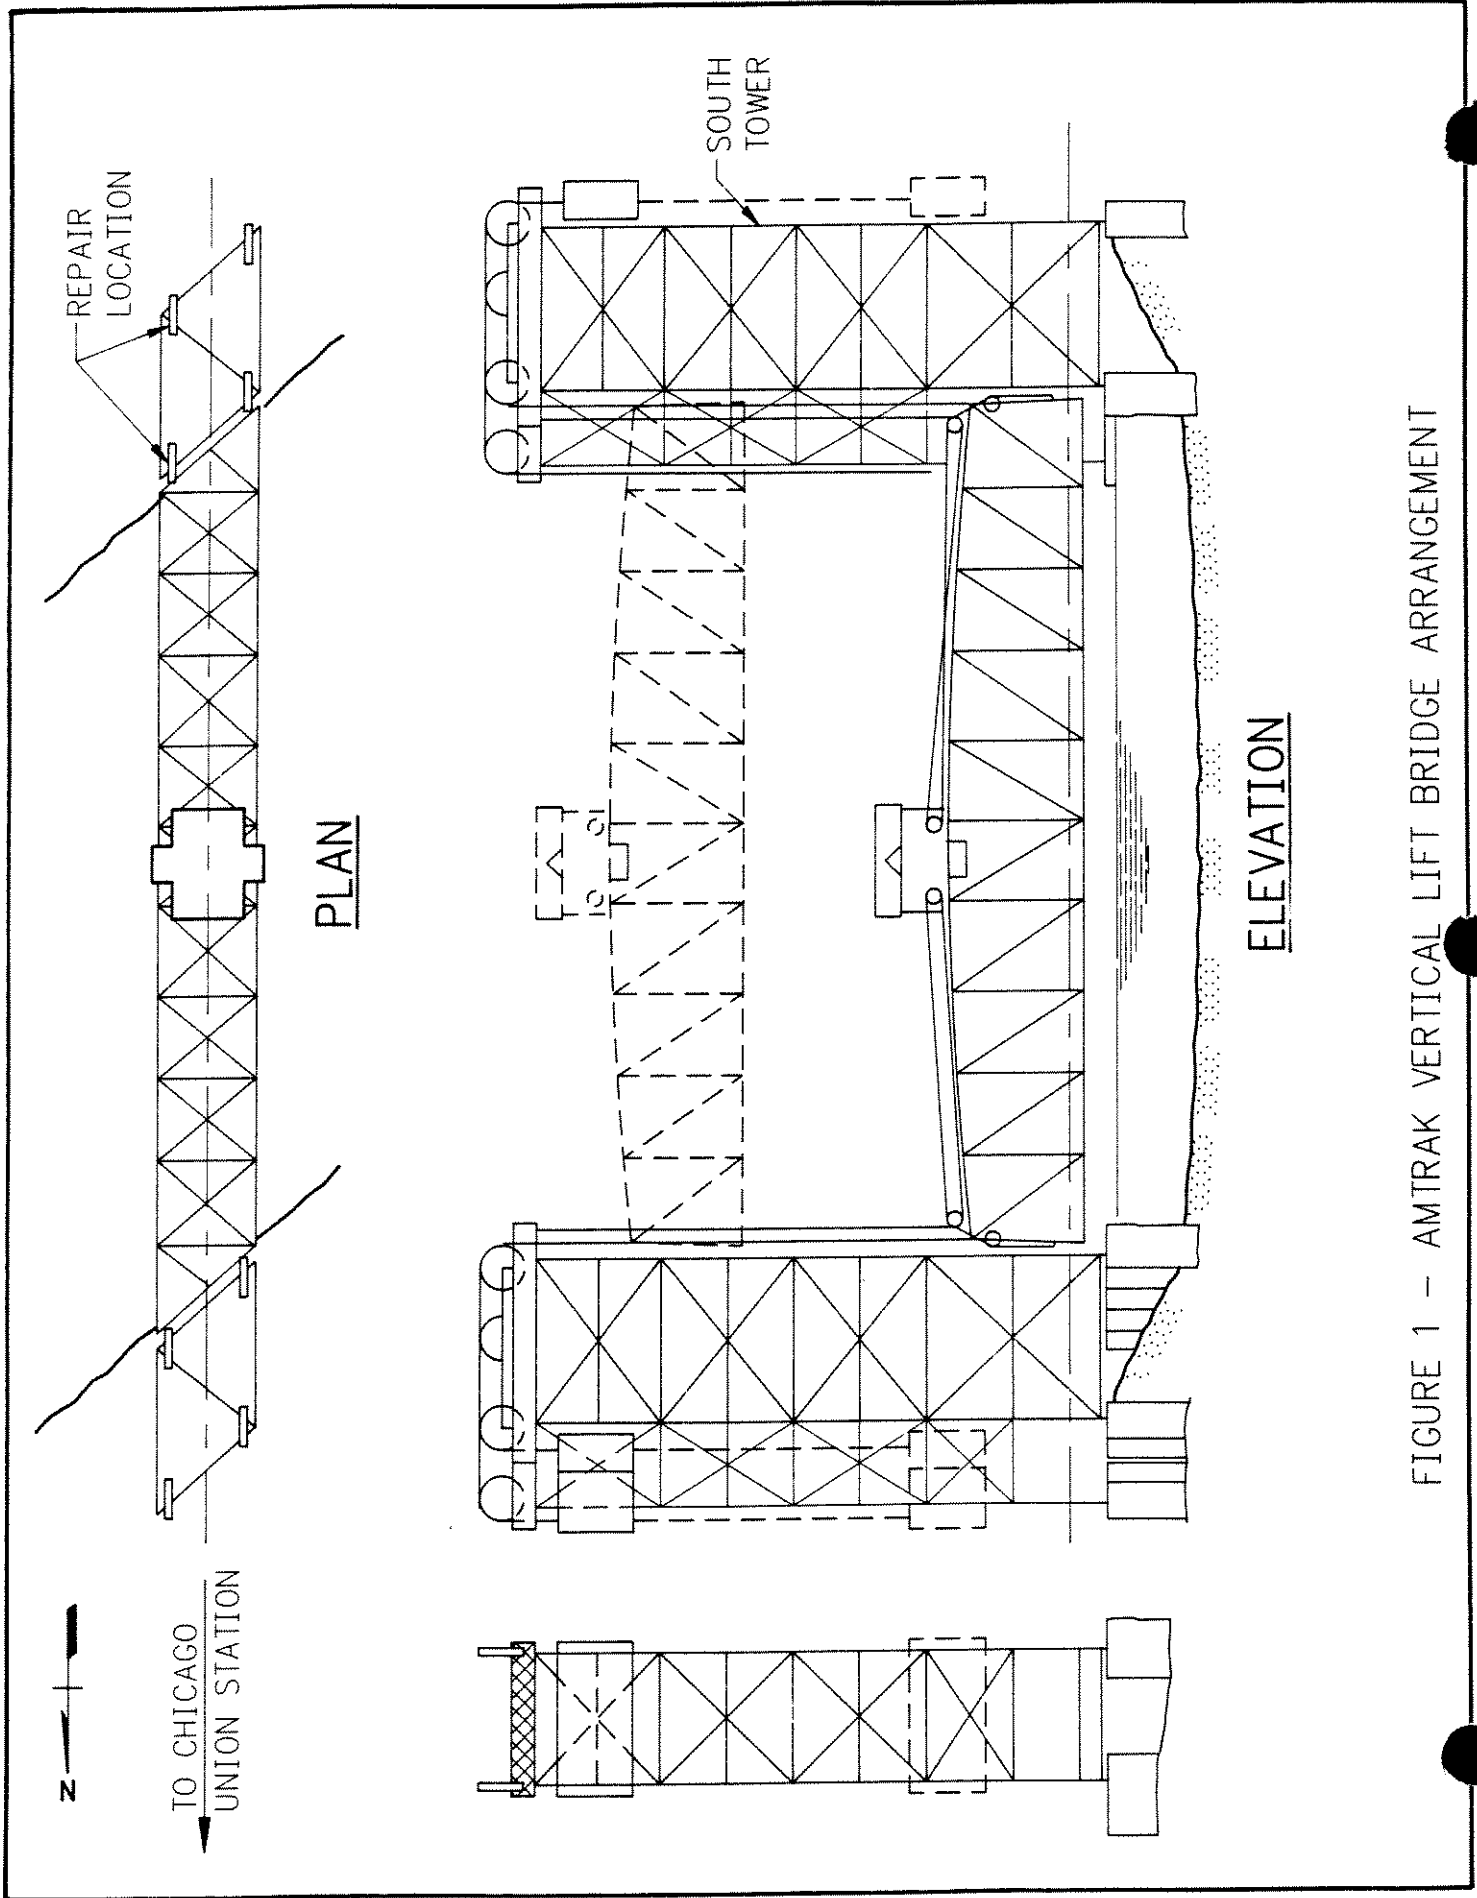 N
TO CHICAGO
UNION STATION
REPAIR
LOCATION
PLAN
SOUTH
TOWER
ELEVATION
FIGURE 1 - AMTRAK VERTICAL LIFT BRIDGE ARRANGEMENT